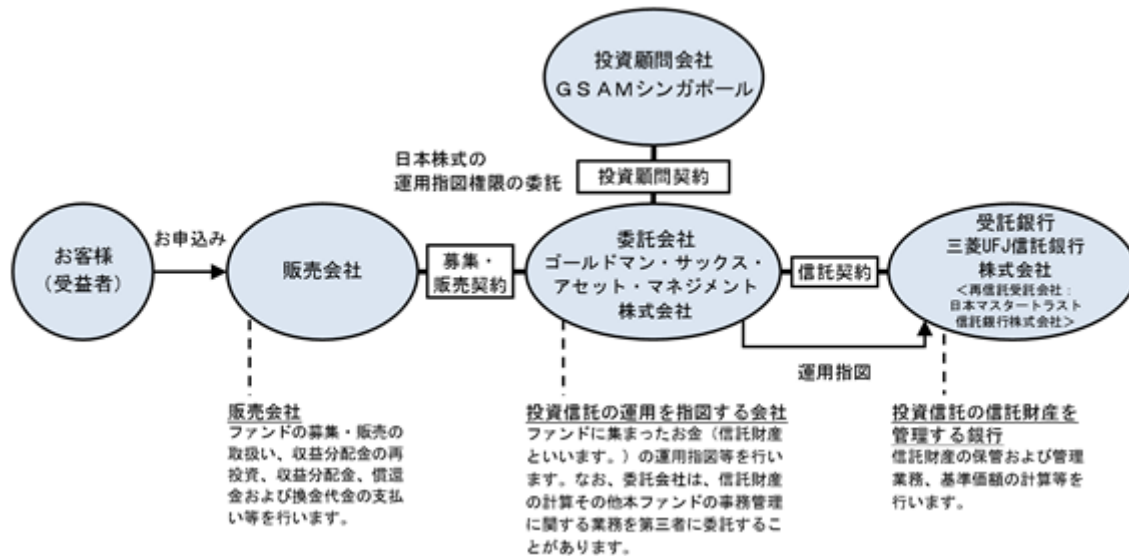 投資顧問会社
GSAMシンガポール
日本株式の
運用指図権限の委託
投資顧問契約
お客様
（受益者）
お申込み
販売会社
募集・
販売契約
委託会社
ゴールドマン・サックス・
アセット・マネジメント
株式会社
信託契約
受託銀行
三菱UFJ信託銀行
株式会社
＜再信託受託会社：
日本マスタートラスト
信託銀行株式会社＞
運用指図
販売会社
ファンドの募集・販売の
取扱い、収益分配金の再
投資、収益分配金、償還
金および換金代金の支払
い等を行います。
投資信託の運用を指図する会社
ファンドに集まったお金（信託財産
といいます。）の運用指図等を行い
ます。なお、委託会社は、信託財産
の計算その他本ファンドの事務管理
に関する業務を第三者に委託するこ
とがあります。
投資信託の信託財産を
管理する銀行
信託財産の保管および管理
業務、基準価額の計算等を
行います。